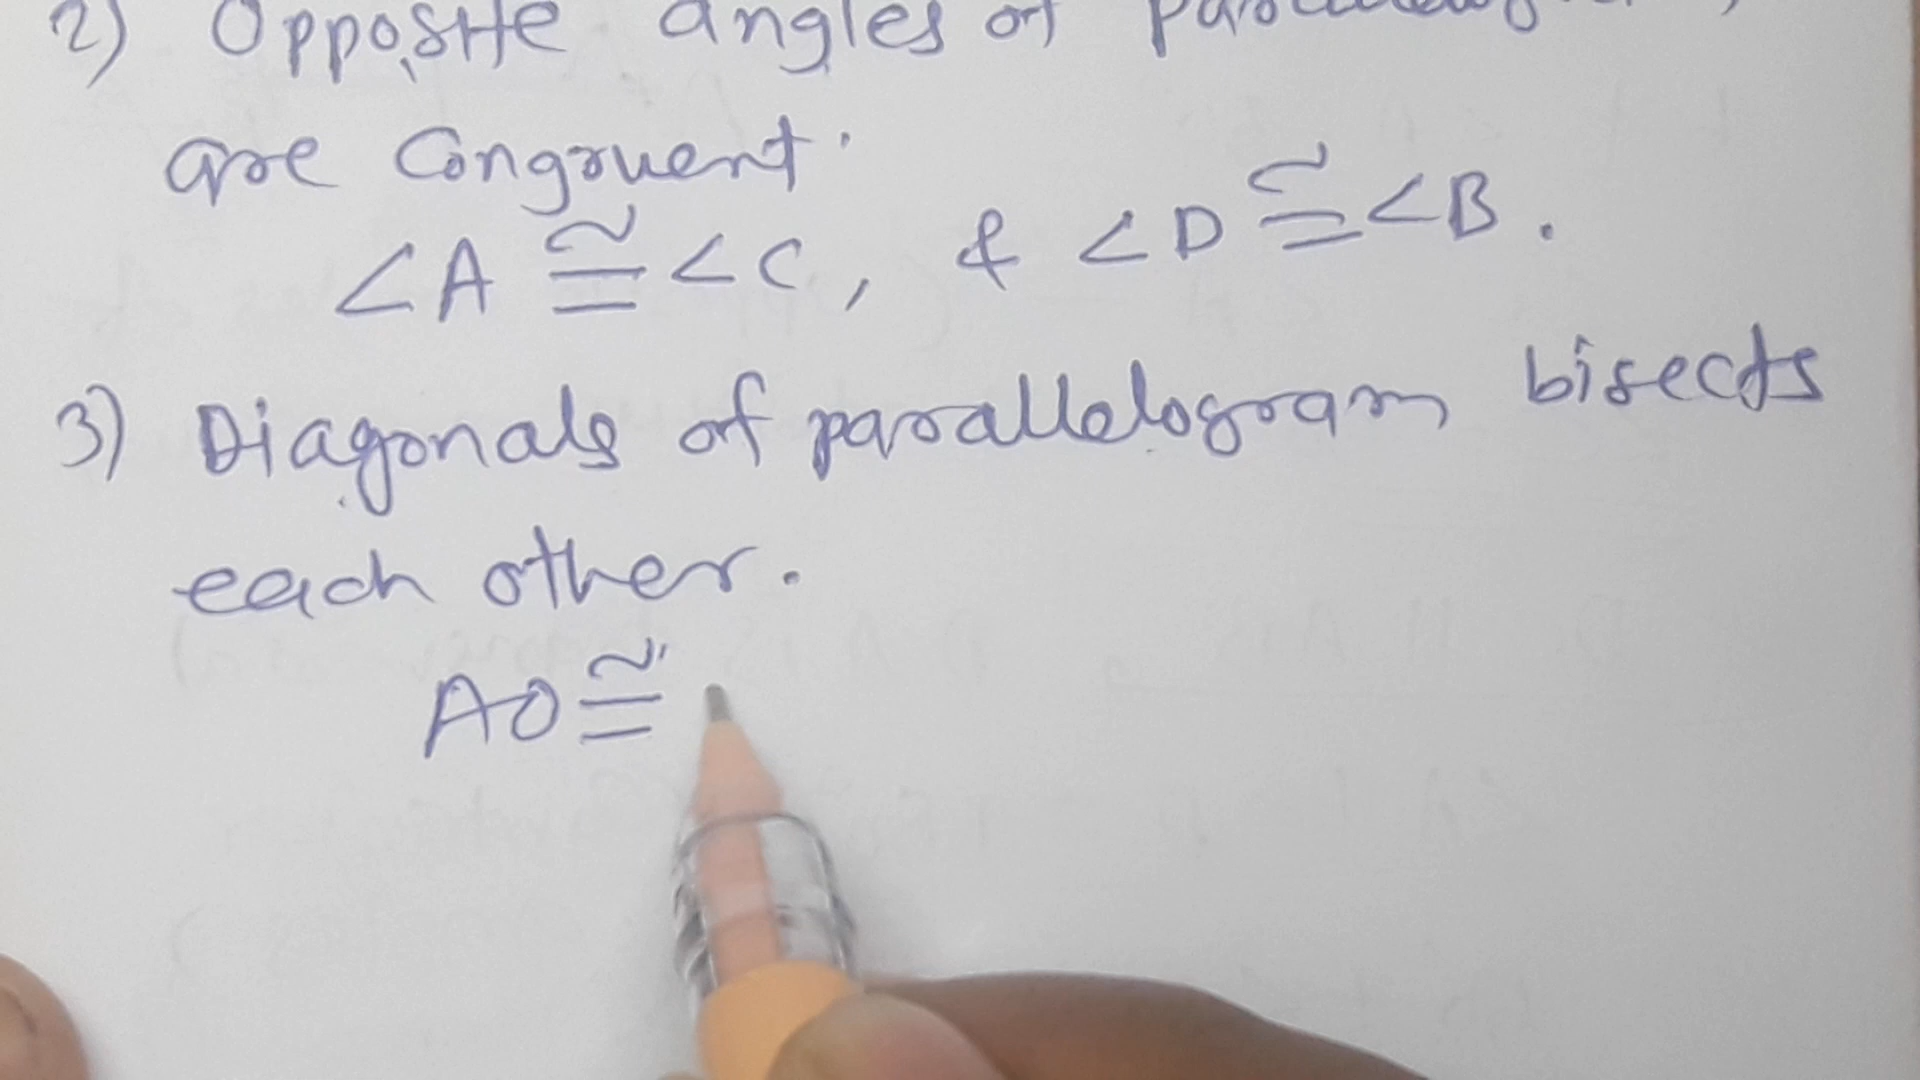 2) Opposite angles of
are Congruent.
∠A ≅ ∠C, & ∠D ≅ ∠B.
3) Diagonals of parallelogram bisects
each other.
AO ≅